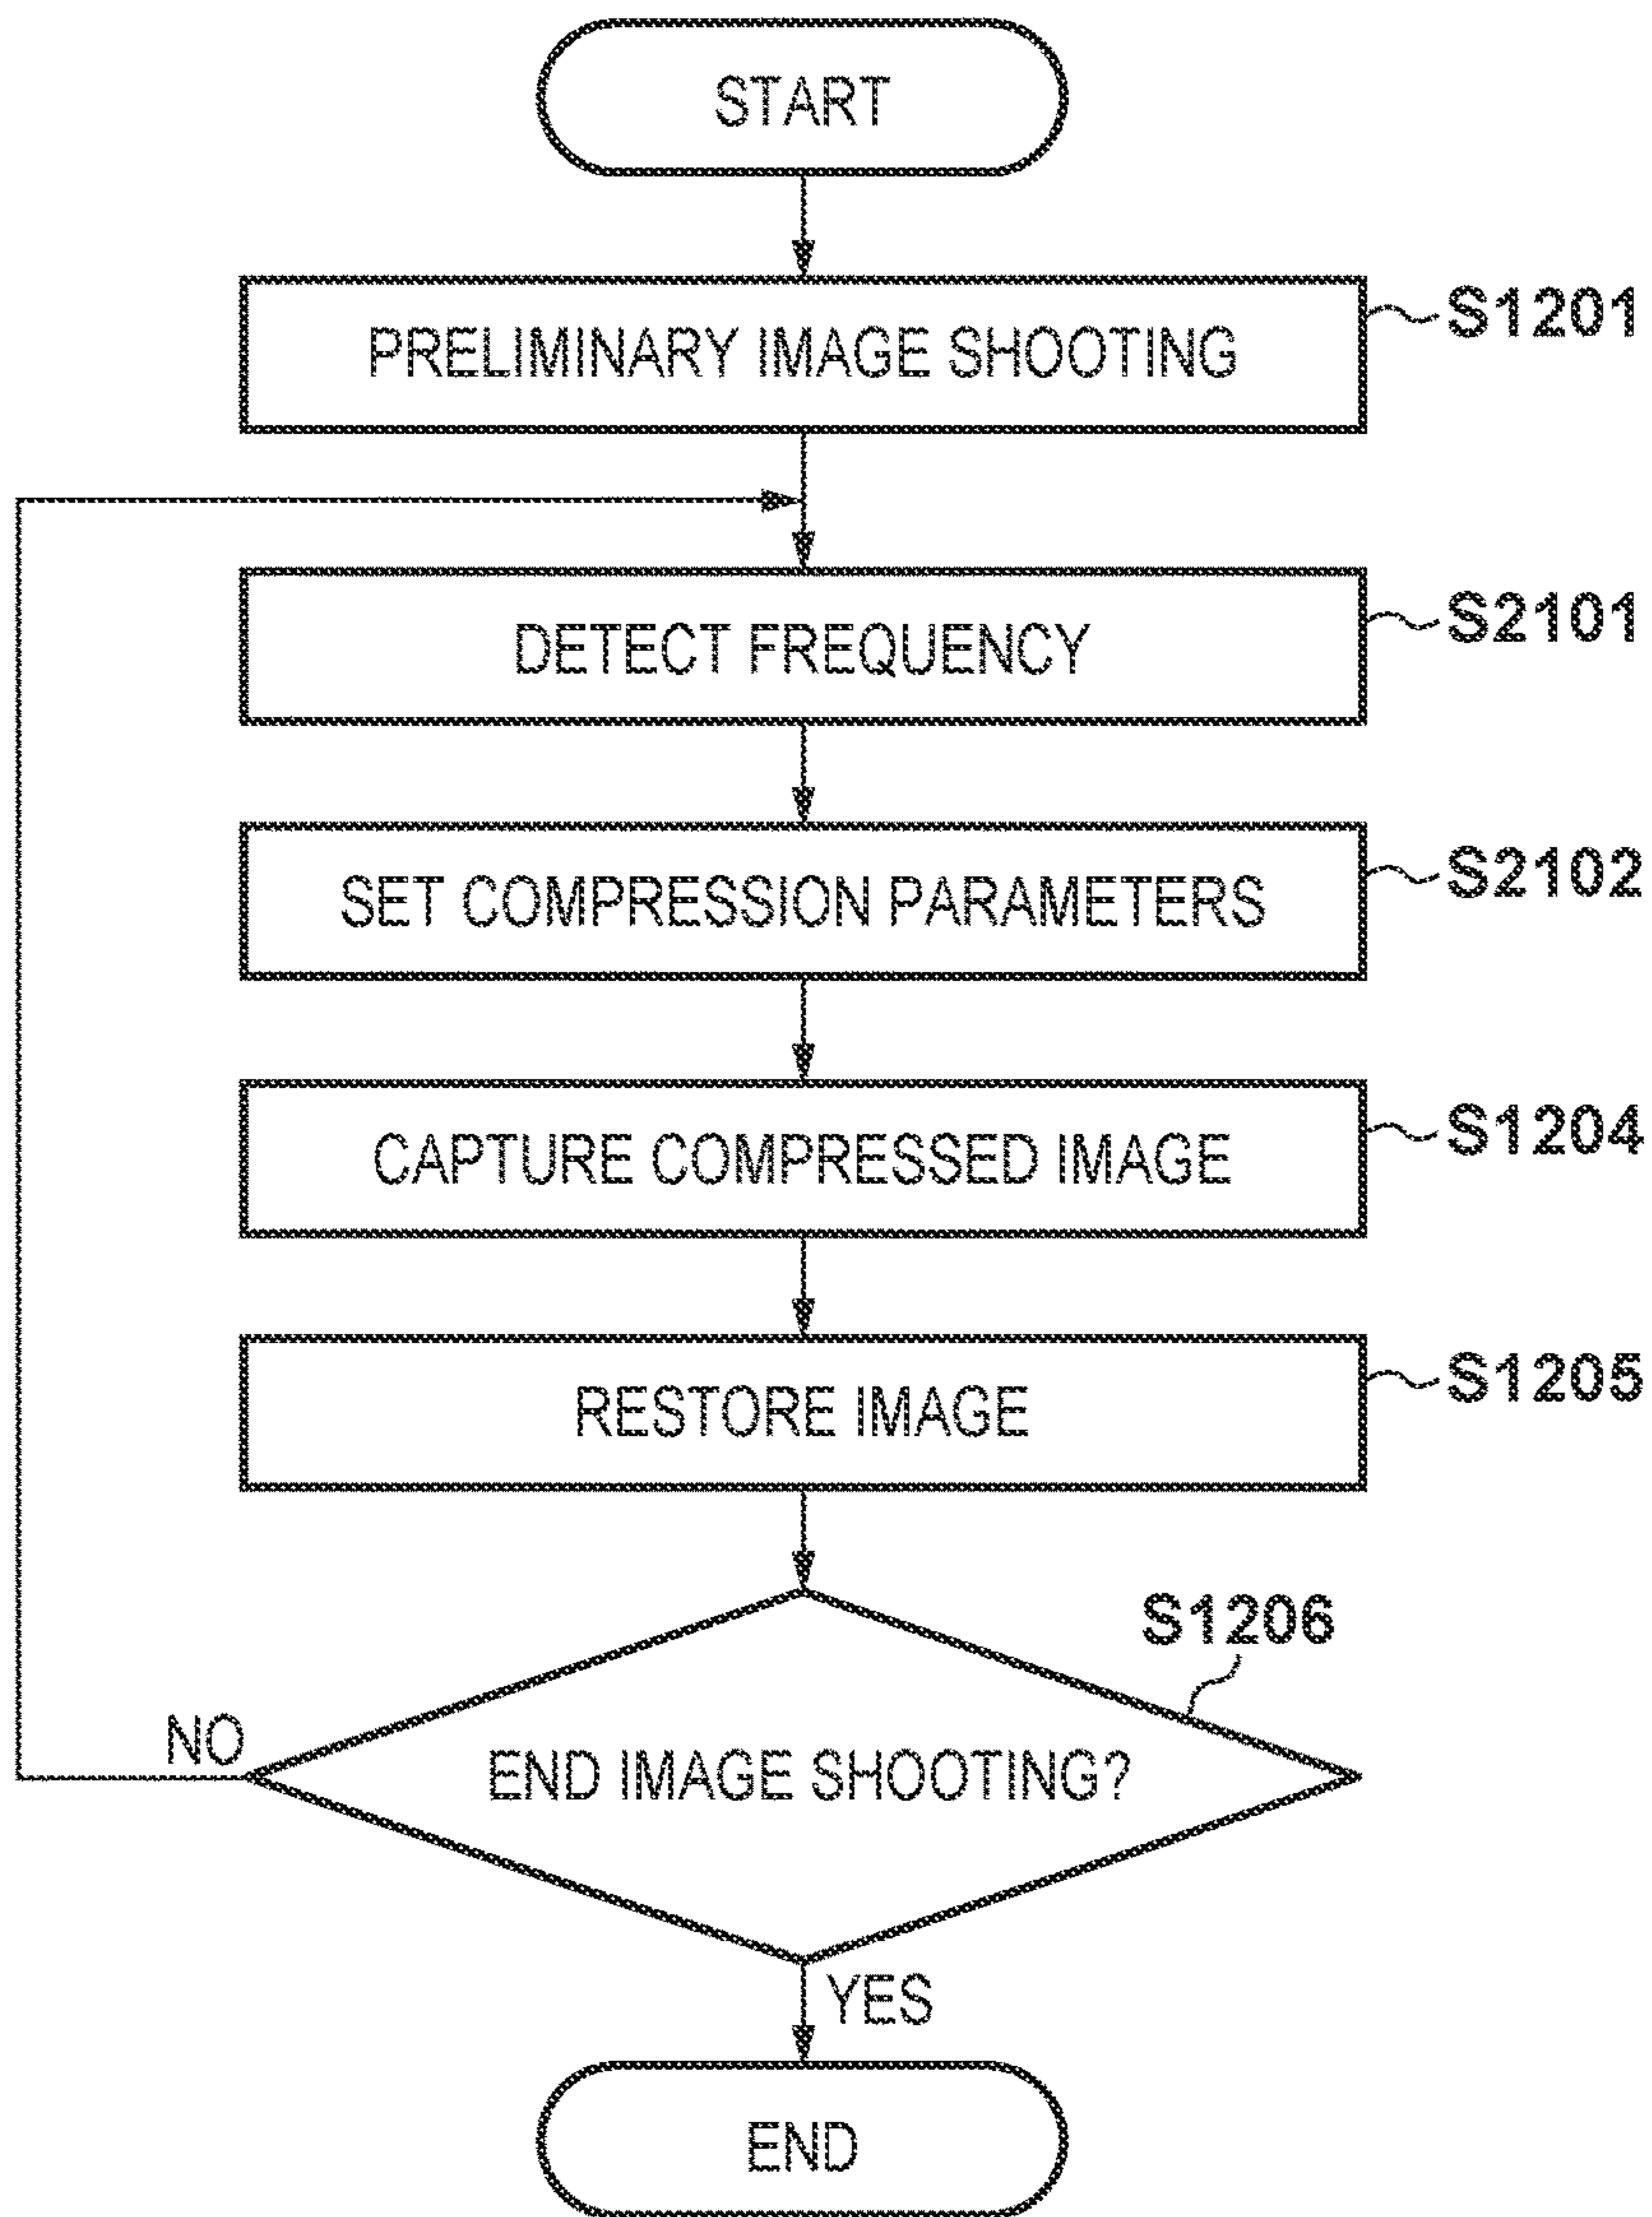 START
PRELIMINARY IMAGE SHOOTING
S1201
DETECT FREQUENCY
S2101
SET COMPRESSION PARAMETERS
S2102
CAPTURE COMPRESSED IMAGE
S1204
RESTORE IMAGE
S1205
S1206
END IMAGE SHOOTING?
NO
YES
END